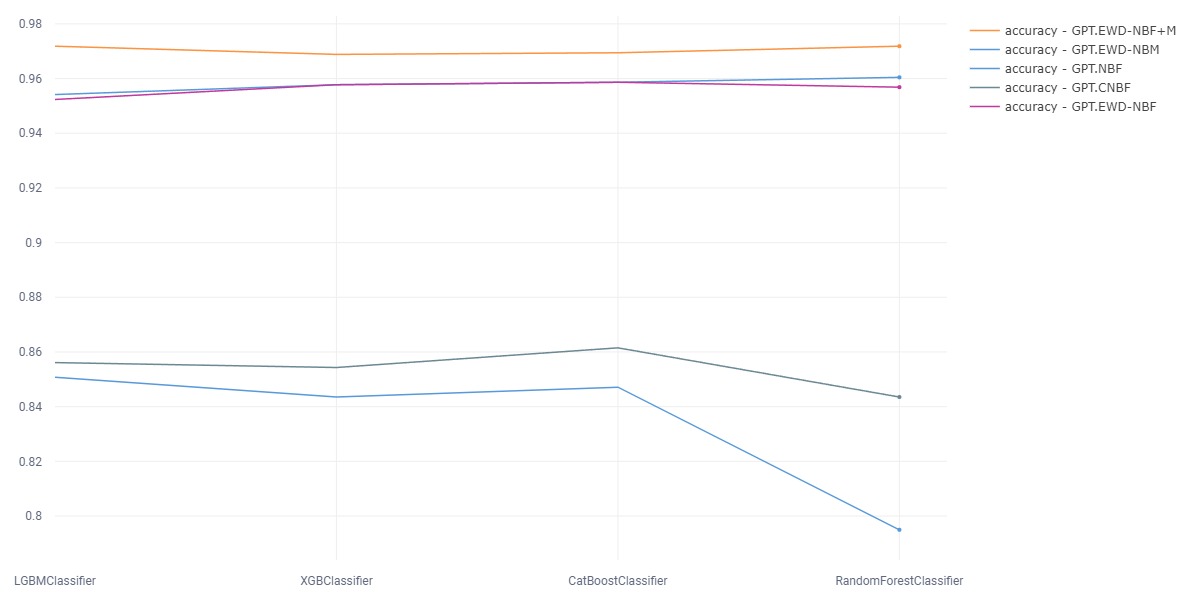 0.98
0.96
0.94
0.92
0.9
0.88
0.86
0.84
0.82
0.8
LGBMClassifier XGBClassifier CatBoostClassifier RandomForestClassifier
accuracy - GPT.EWD-NBF+M
accuracy - GPT.EWD-NBM
accuracy - GPT.NBF
accuracy - GPT.CNBF
accuracy - GPT.EWD-NBF